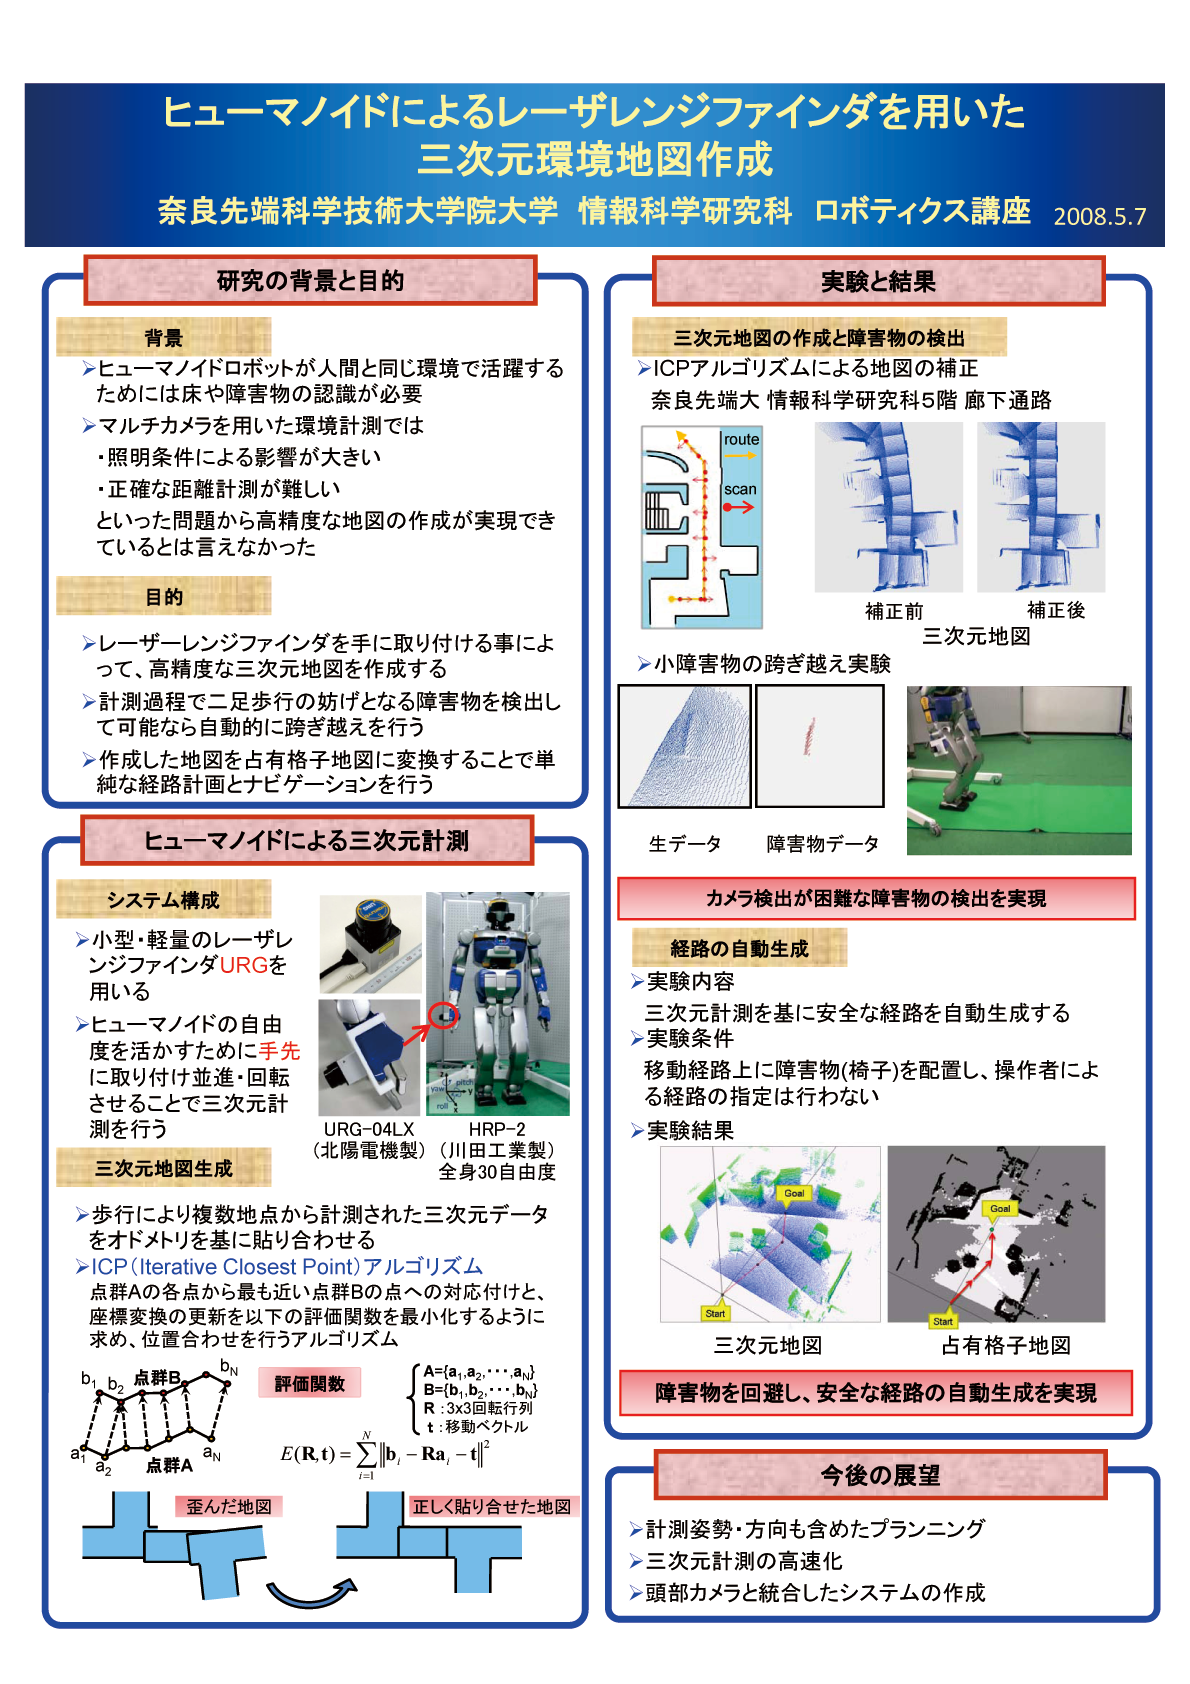 ヒューマノイドによるレーザレンジファインダを用いた
三次元環境地図作成
奈良先端科学技術大学院大学 情報科学研究科 ロボティクス講座 2008.5.7
研究の背景と目的
背景
➢ヒューマノイドロボットが人間と同じ環境で活躍する
ためには床や障害物の認識が必要
➢マルチカメラを用いた環境計測では
・照明条件による影響が大きい
・正確な距離計測が難しい
といった問題から高精度な地図の作成が実現でき
ているとは言えなかった
目的
➢レーザーレンジファインダを手に取り付ける事によ
って、高精度な三次元地図を作成する
➢計測過程で二足歩行の妨げとなる障害物を検出し
て可能なら自動的に跨ぎ越えを行う
➢作成した地図を占有格子地図に変換することで単
純な経路計画とナビゲーションを行う
ヒューマノイドによる三次元計測
システム構成
➢小型・軽量のレーザレ
ンジファインダURGを
用いる
➢ヒューマノイドの自由
度を活かすために手先
に取り付け並進・回転
させることで三次元計
測を行う
yaw pitch
y
roll x
URG-04LX
（北陽電機製）
HRP-2
（川田工業製）
全身30自由度
三次元地図生成
➢歩行により複数地点から計測された三次元データ
をオドメトリを基に貼り合わせる
➢ICP（Iterative Closest Point）アルゴリズム
点群Aの各点から最も近い点群Bの点への対応付けと、
座標変換の更新を以下の評価関数を最小化するように
求め、位置合わせを行うアルゴリズム
b1 b2 点群B bN
a1 a2 点群A aN
評価関数
A={a1,a2,･･･,aN}
B={b1,b2,･･･,bN}
R：3x3回転行列
t：移動ベクトル
E(R,t) = ∑_{i=1}^{N} ||b_i − Ra_i − t||^2
歪んだ地図
正しく貼り合せた地図
実験と結果
三次元地図の作成と障害物の検出
➢ICPアルゴリズムによる地図の補正
奈良先端大 情報科学研究科5階 廊下通路
route
scan
補正前 補正後
三次元地図
➢小障害物の跨ぎ越え実験
生データ 障害物データ
カメラ検出が困難な障害物の検出を実現
経路の自動生成
➢実験内容
三次元計測を基に安全な経路を自動生成する
➢実験条件
移動経路上に障害物(椅子)を配置し、操作者によ
る経路の指定は行わない
➢実験結果
Goal
Start
Goal
Start
三次元地図 占有格子地図
障害物を回避し、安全な経路の自動生成を実現
今後の展望
➢計測姿勢・方向も含めたプランニング
➢三次元計測の高速化
➢頭部カメラと統合したシステムの作成